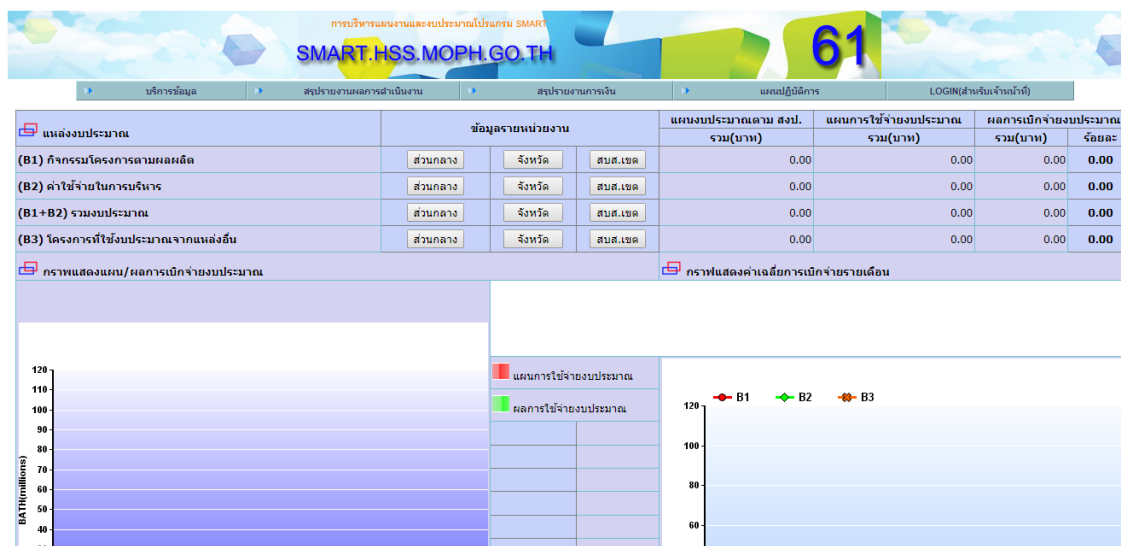 การบริหารแผนงานและงบประมาณโปรแกรม SMART
SMART.HSS.MOPH.GO.TH
61
บริการข้อมูล สรุปรายงานผลการดำเนินงาน สรุปรายงานการเงิน แผนปฏิบัติการ LOGIN(สำหรับเจ้าหน้าที่)
แหล่งงบประมาณ ข้อมูลรายหน่วยงาน แผนงบประมาณตาม สงป. แผนการใช้จ่ายงบประมาณ ผลการเบิกจ่ายงบประมาณ
รวม(บาท) รวม(บาท) รวม(บาท) ร้อยละ
(B1) กิจกรรมโครงการตามผลผลิต ส่วนกลาง จังหวัด สบส.เขต 0.00 0.00 0.00 0.00
(B2) ค่าใช้จ่ายในการบริหาร ส่วนกลาง จังหวัด สบส.เขต 0.00 0.00 0.00 0.00
(B1+B2) รวมงบประมาณ ส่วนกลาง จังหวัด สบส.เขต 0.00 0.00 0.00 0.00
(B3) โครงการที่ใช้งบประมาณจากแหล่งอื่น ส่วนกลาง จังหวัด สบส.เขต 0.00 0.00 0.00 0.00
กราฟแสดงแผน/ผลการเบิกจ่ายงบประมาณ กราฟแสดงค่าเฉลี่ยการเบิกจ่ายรายเดือน
120
110
100
90
80
70
60
50
40
BATH(millions)
แผนการใช้จ่ายงบประมาณ
ผลการใช้จ่ายงบประมาณ
B1 B2 B3
120
100
80
60